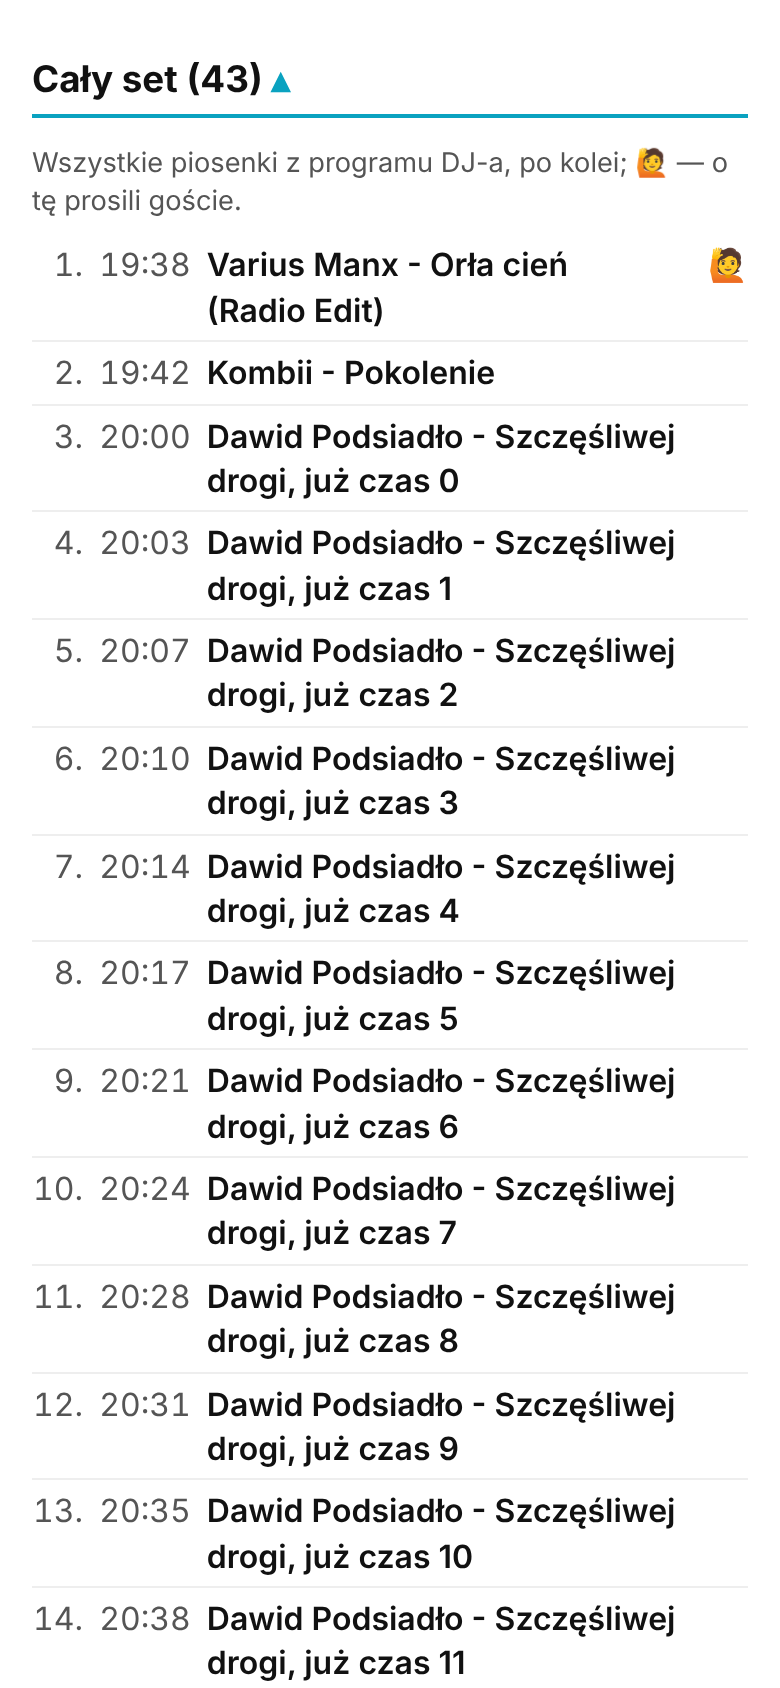 Cały set (43) ▲
Wszystkie piosenki z programu DJ-a, po kolei; 🙋 — o
tę prosili goście.
1. 19:38 Varius Manx - Orła cień 🙋
(Radio Edit)
2. 19:42 Kombii - Pokolenie
3. 20:00 Dawid Podsiadło - Szczęśliwej
drogi, już czas 0
4. 20:03 Dawid Podsiadło - Szczęśliwej
drogi, już czas 1
5. 20:07 Dawid Podsiadło - Szczęśliwej
drogi, już czas 2
6. 20:10 Dawid Podsiadło - Szczęśliwej
drogi, już czas 3
7. 20:14 Dawid Podsiadło - Szczęśliwej
drogi, już czas 4
8. 20:17 Dawid Podsiadło - Szczęśliwej
drogi, już czas 5
9. 20:21 Dawid Podsiadło - Szczęśliwej
drogi, już czas 6
10. 20:24 Dawid Podsiadło - Szczęśliwej
drogi, już czas 7
11. 20:28 Dawid Podsiadło - Szczęśliwej
drogi, już czas 8
12. 20:31 Dawid Podsiadło - Szczęśliwej
drogi, już czas 9
13. 20:35 Dawid Podsiadło - Szczęśliwej
drogi, już czas 10
14. 20:38 Dawid Podsiadło - Szczęśliwej
drogi, już czas 11